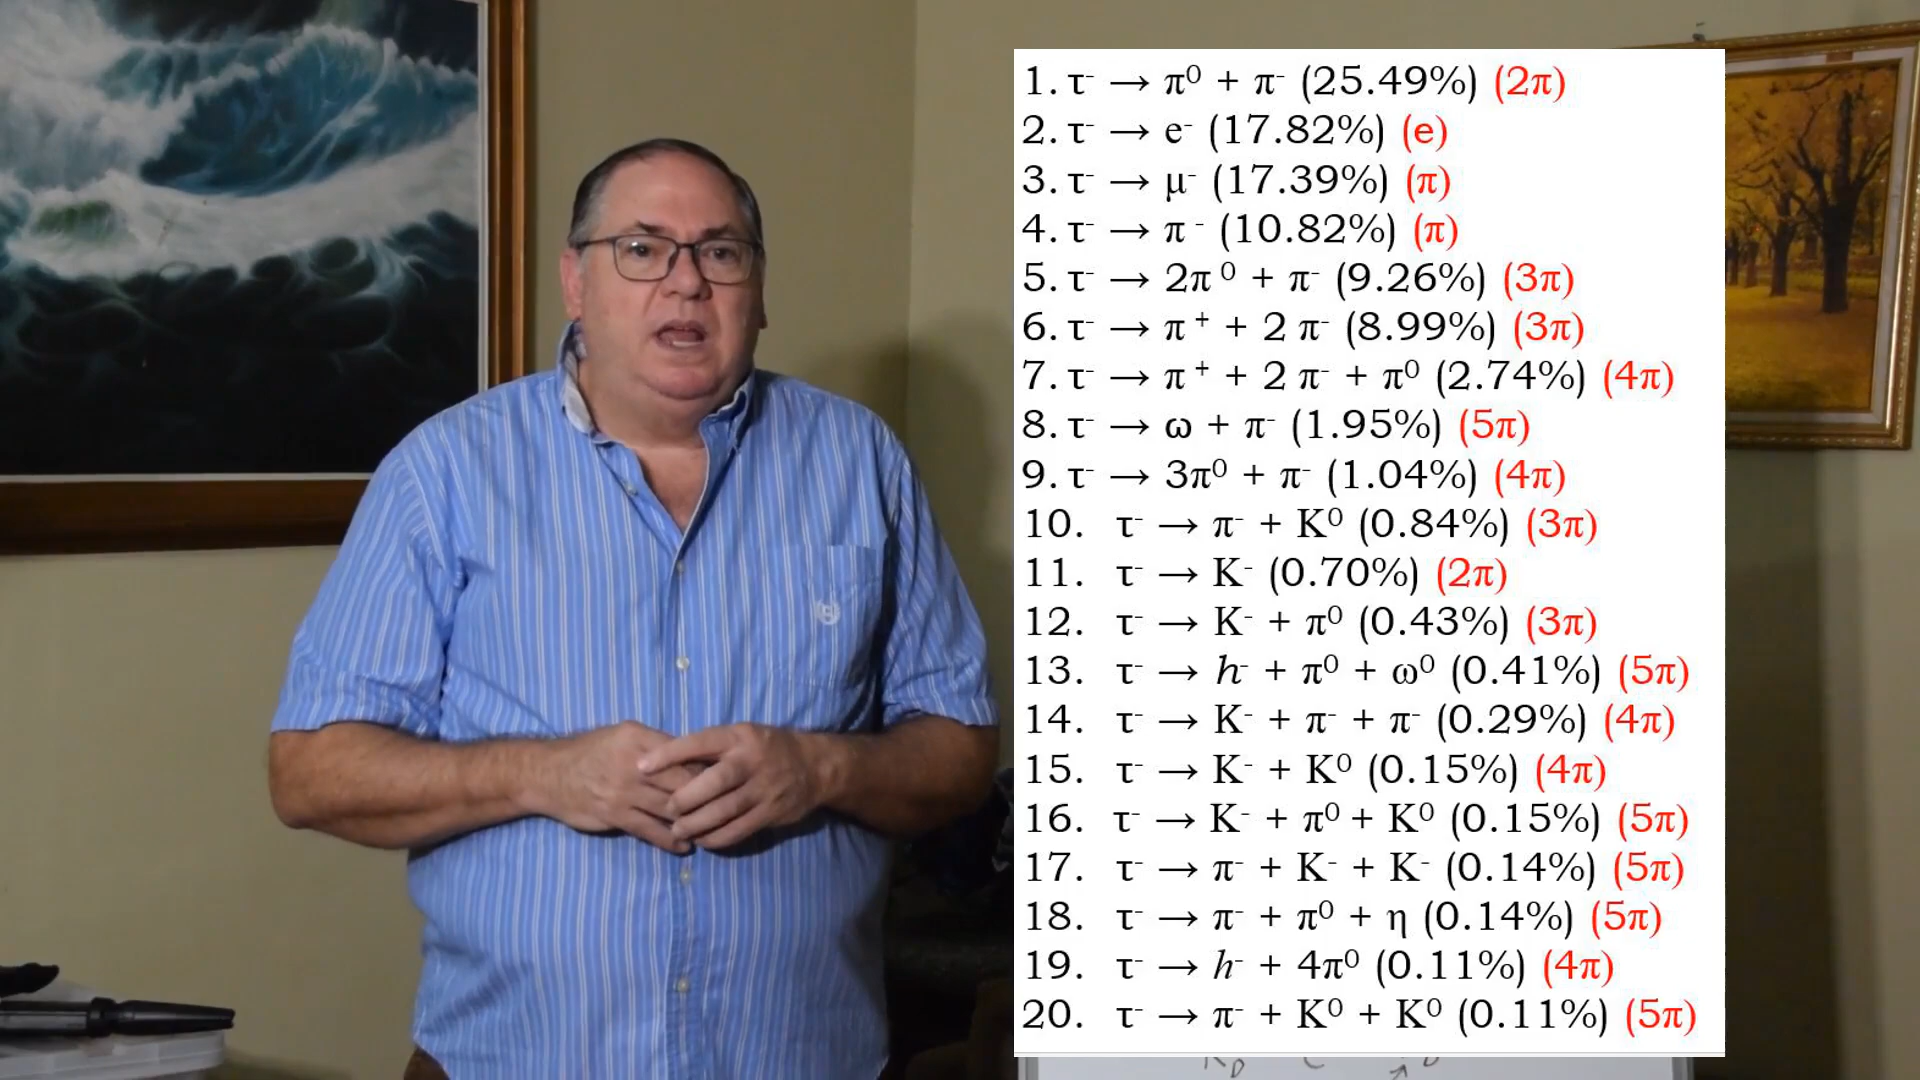 1. τ⁻ → π⁰ + π⁻ (25.49%) (2π)
2. τ⁻ → e⁻ (17.82%) (e)
3. τ⁻ → μ⁻ (17.39%) (π)
4. τ⁻ → π⁻ (10.82%) (π)
5. τ⁻ → 2π⁰ + π⁻ (9.26%) (3π)
6. τ⁻ → π⁺ + 2 π⁻ (8.99%) (3π)
7. τ⁻ → π⁺ + 2 π⁻ + π⁰ (2.74%) (4π)
8. τ⁻ → ω + π⁻ (1.95%) (5π)
9. τ⁻ → 3π⁰ + π⁻ (1.04%) (4π)
10. τ⁻ → π⁻ + K⁰ (0.84%) (3π)
11. τ⁻ → K⁻ (0.70%) (2π)
12. τ⁻ → K⁻ + π⁰ (0.43%) (3π)
13. τ⁻ → h⁻ + π⁰ + ω⁰ (0.41%) (5π)
14. τ⁻ → K⁻ + π⁻ + π⁻ (0.29%) (4π)
15. τ⁻ → K⁻ + K⁰ (0.15%) (4π)
16. τ⁻ → K⁻ + π⁰ + K⁰ (0.15%) (5π)
17. τ⁻ → π⁻ + K⁻ + K⁻ (0.14%) (5π)
18. τ⁻ → π⁻ + π⁰ + η (0.14%) (5π)
19. τ⁻ → h⁻ + 4π⁰ (0.11%) (4π)
20. τ⁻ → π⁻ + K⁰ + K⁰ (0.11%) (5π)